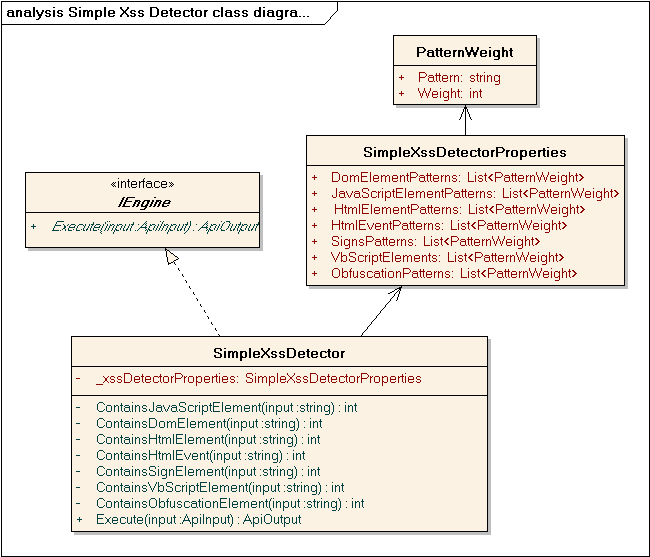 analysis Simple Xss Detector class diagra...
PatternWeight
+ Pattern: string
+ Weight: int
SimpleXssDetectorProperties
+ DomElementPatterns: List<PatternWeight>
+ JavaScriptElementPatterns: List<PatternWeight>
+ HtmlElementPatterns: List<PatternWeight>
+ HtmlEventPatterns: List<PatternWeight>
+ SignsPatterns: List<PatternWeight>
+ VbScriptElements: List<PatternWeight>
+ ObfuscationPatterns: List<PatternWeight>
«interface»
IEngine
+ Execute(input :ApiInput) : ApiOutput
SimpleXssDetector
- _xssDetectorProperties: SimpleXssDetectorProperties
- ContainsJavaScriptElement(input :string) : int
- ContainsDomElement(input :string) : int
- ContainsHtmlElement(input :string) : int
- ContainsHtmlEvent(input :string) : int
- ContainsSignElement(input :string) : int
- ContainsVbScriptElement(input :string) : int
- ContainsObfuscationElement(input :string) : int
+ Execute(input :ApiInput) : ApiOutput